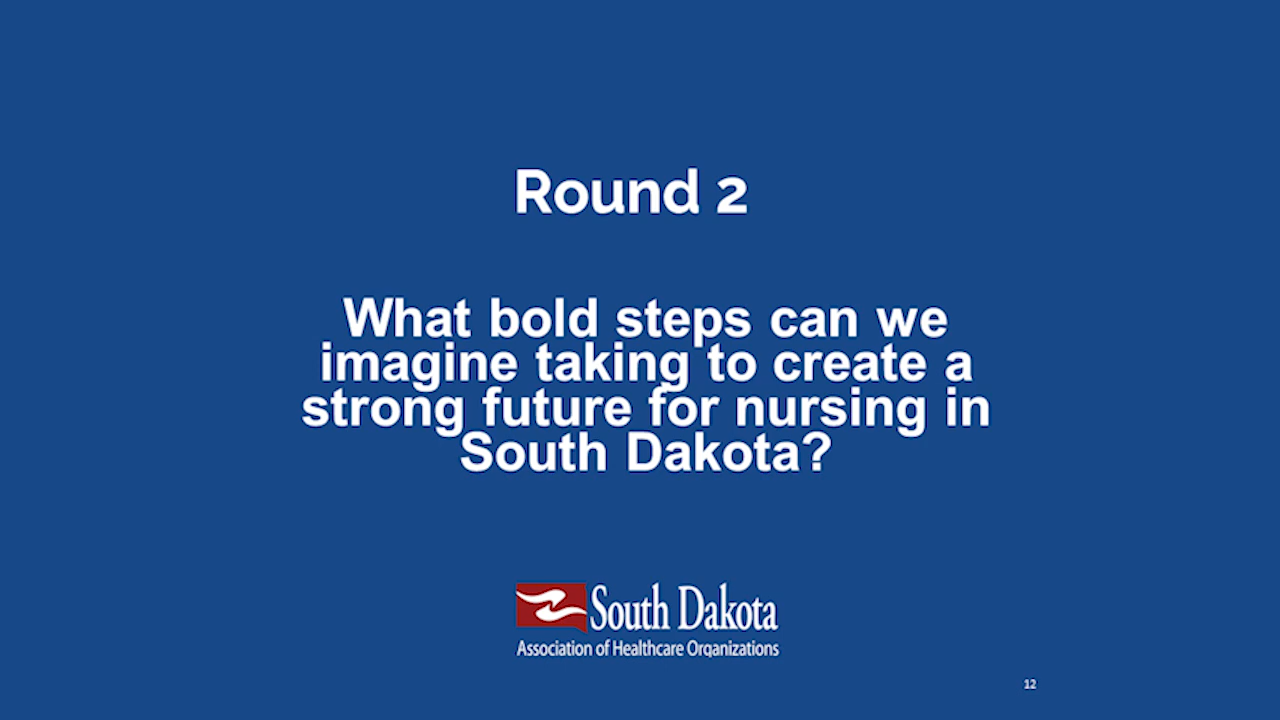 Round 2
What bold steps can we
imagine taking to create a
strong future for nursing in
South Dakota?
South Dakota
Association of Healthcare Organizations
12